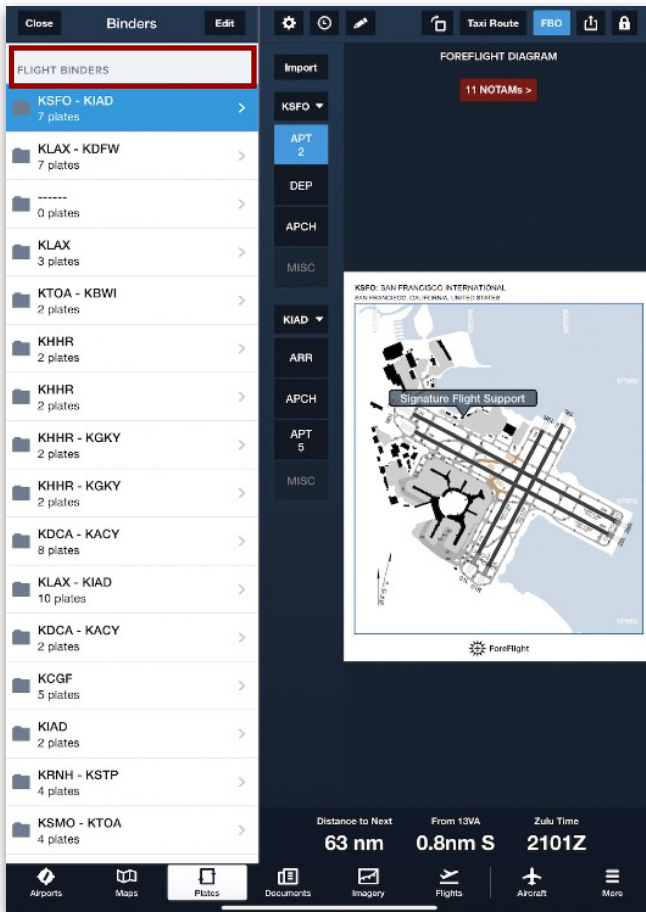 Close
Binders
Edit
FLIGHT BINDERS
KSFO - KIAD
7 plates
KLAX - KDFW
7 plates
------
0 plates
KLAX
3 plates
KTOA - KBWI
2 plates
KHHR
2 plates
KHHR
2 plates
KHHR - KGKY
2 plates
KHHR - KGKY
2 plates
KDCA - KACY
8 plates
KLAX - KIAD
10 plates
KDCA - KACY
2 plates
KCGF
5 plates
KIAD
2 plates
KRNH - KSTP
4 plates
KSMO - KTOA
4 plates
Import
KSFO
APT
2
DEP
APCH
MISC
KIAD
ARR
APCH
APT
5
MISC
Taxi Route
FBO
FOREFLIGHT DIAGRAM
11 NOTAMs >
KSFO: SAN FRANCISCO INTERNATIONAL
SAN FRANCISCO, CALIFORNIA, UNITED STATES
Signature Flight Support
ForeFlight
Distance to Next
63 nm
From 13VA
0.8nm S
Zulu Time
2101Z
Airports
Maps
Plates
Documents
Imagery
Flights
Aircraft
More